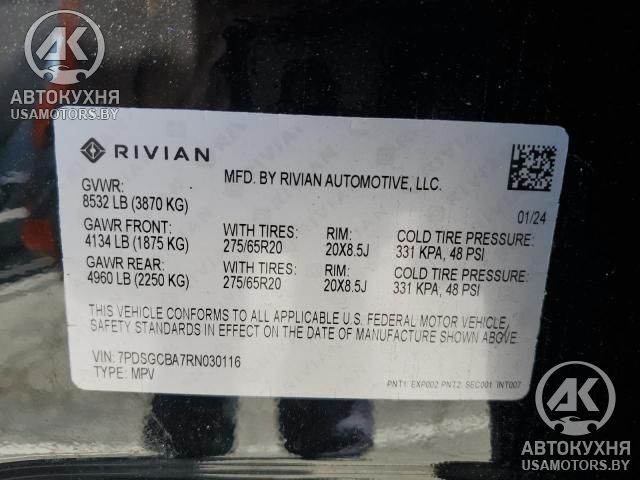 АВТОКУХНЯ
USAMOTORS.BY
АВТОКУХНЯ
USAMOTORS.BY
RIVIAN
MFD. BY RIVIAN AUTOMOTIVE, LLC.
GVWR:
8532 LB (3870 KG)
01/24
GAWR FRONT: WITH TIRES: RIM: COLD TIRE PRESSURE:
4134 LB (1875 KG) 275/65R20 20X8.5J 331 KPA, 48 PSI
GAWR REAR: WITH TIRES: RIM: COLD TIRE PRESSURE:
4960 LB (2250 KG) 275/65R20 20X8.5J 331 KPA, 48 PSI
THIS VEHICLE CONFORMS TO ALL APPLICABLE U.S. FEDERAL MOTOR VEHICLE
SAFETY STANDARDS IN EFFECT ON THE DATE OF MANUFACTURE SHOWN ABOVE.
VIN: 7PDSGCBA7RN030116
TYPE: MPV
PNT1: EXP002 PNT2: SEC001 INT007
АВТОКУХНЯ
USAMOTORS.BY